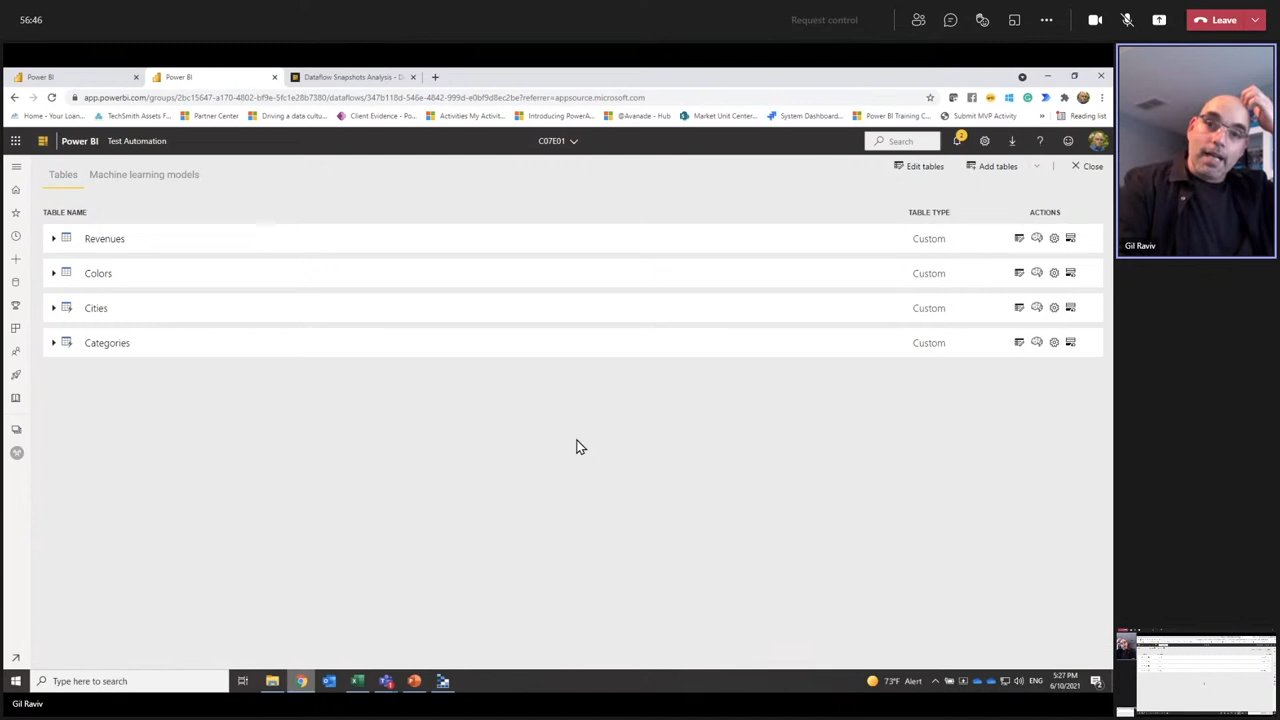 56:46
Request control
Leave
Power BI
Power BI
Dataflow Snapshots Analysis - D
app.powerbi.com/groups/2bc15647-a170-4802-bf9e-5fc1e28b7380/dataflows/347b118d-546e-4842-999d-e0bf9d8ec2be?referrer=appsource.microsoft.com
Home - Your Loan... TechSmith Assets F... Partner Center Driving a data cultu... Client Evidence - Po... Activities My Activit... Introducing PowerA... @Avanade - Hub Market Unit Center... System Dashboard... Power BI Training C... Submit MVP Activity » Reading list
Power BI Test Automation C07E01 Search 2
Tables Machine learning models Edit tables Add tables Close
TABLE NAME TABLE TYPE ACTIONS
Revenues Custom
Colors Custom
Cities Custom
Categories Custom
Gil Raviv
Type here to search 73°F Alert 5:27 PM
6/10/2021 2
Gil Raviv